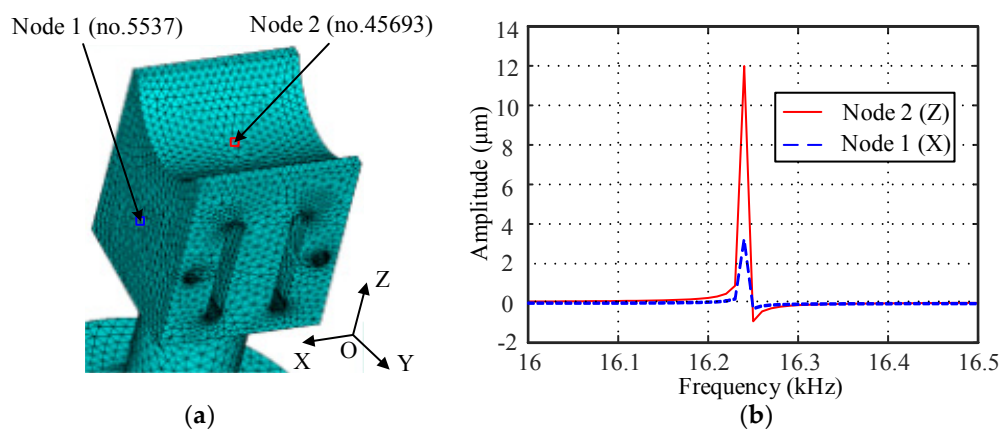 Node 1 (no.5537)
Node 2 (no.45693)
Z
X
O
Y
(a)
Amplitude (μm)
14
12
10
8
6
4
2
0
-2
Node 2 (Z)
Node 1 (X)
16
16.1
16.2
16.3
16.4
16.5
Frequency (kHz)
(b)